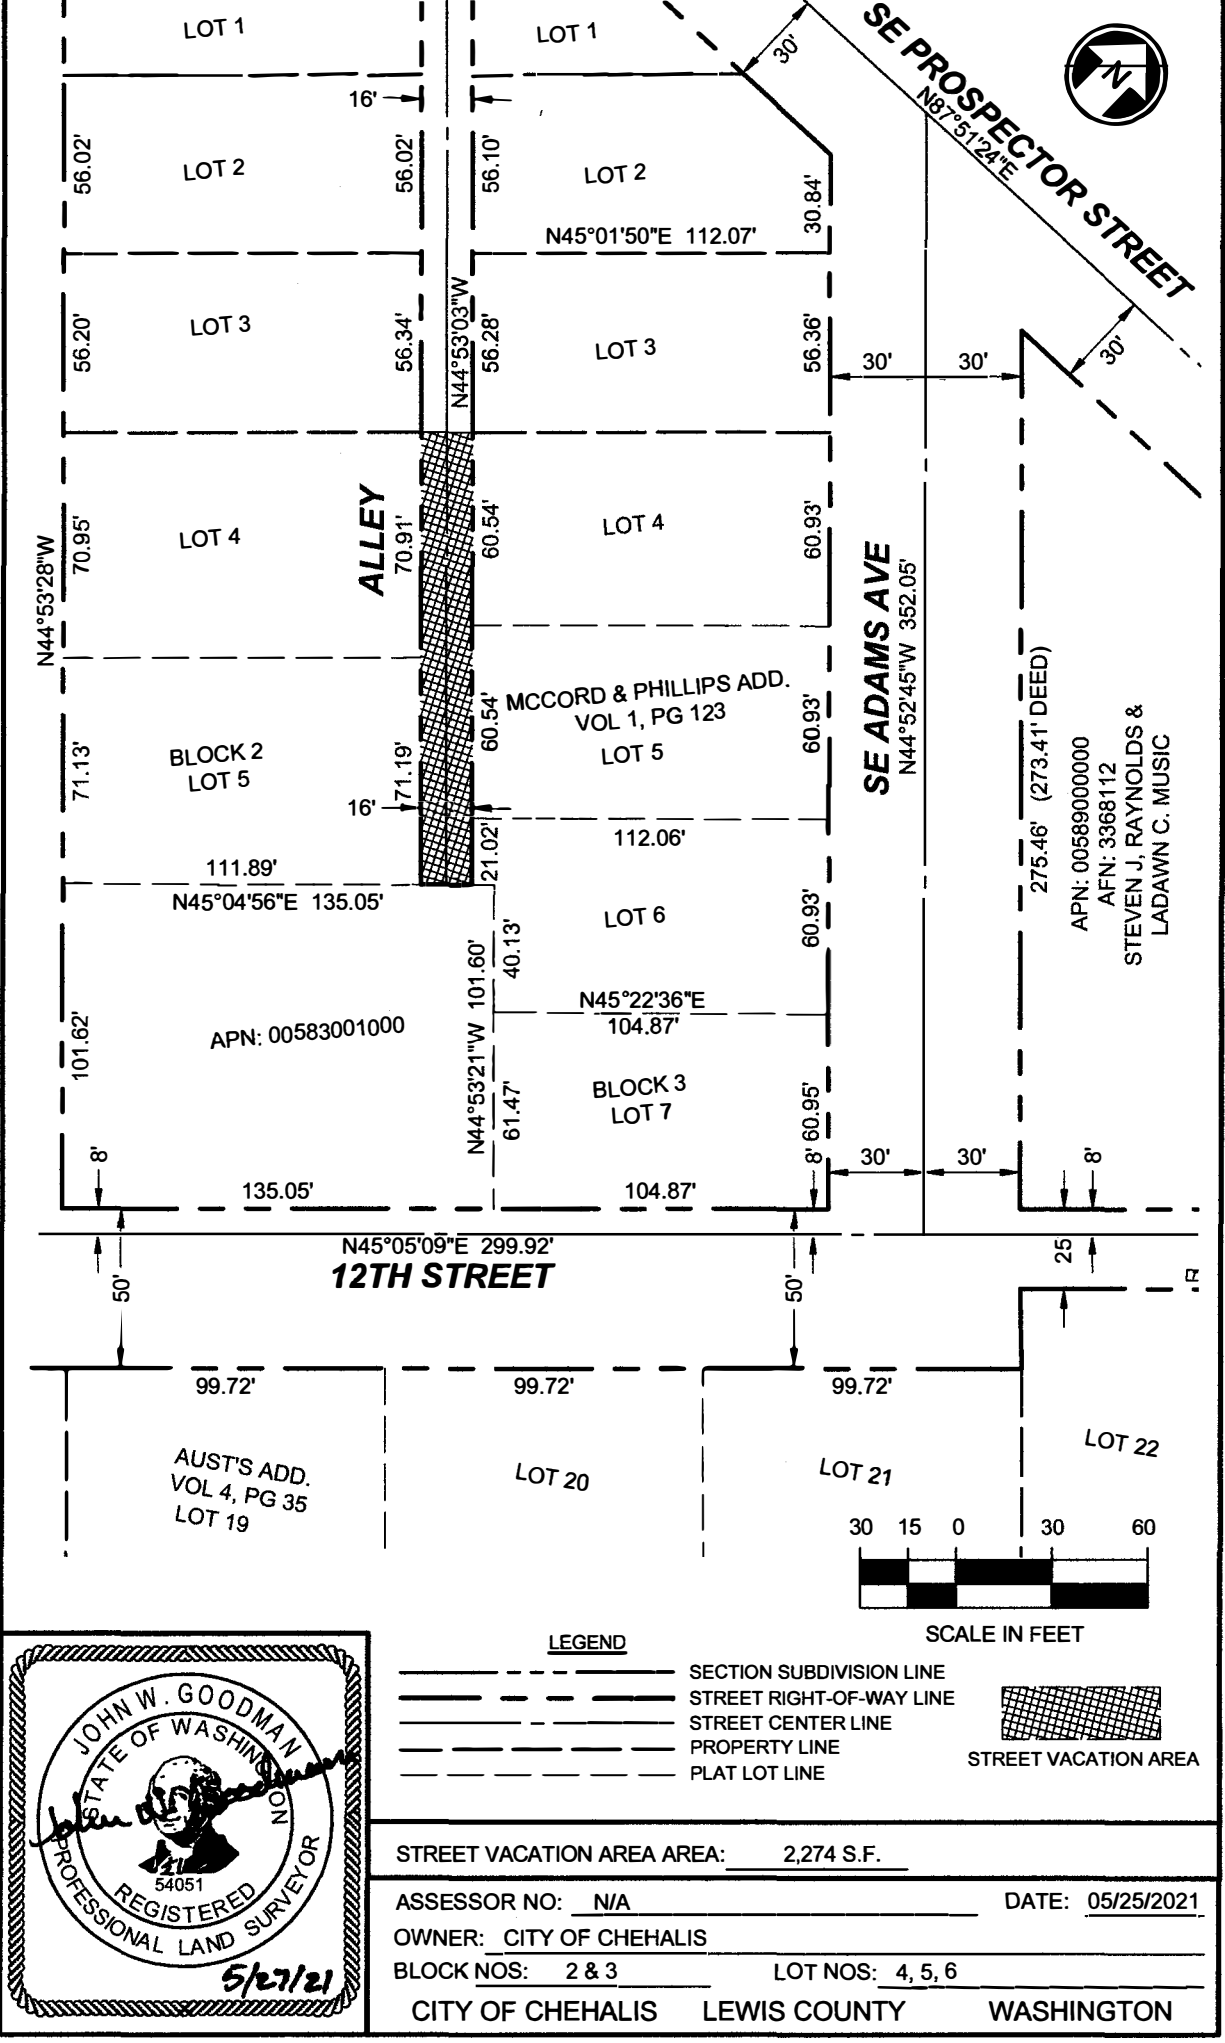 LOT 1
LOT 1
30'
SE PROSPECTOR STREET
N87°51'24"E
N
16'
56.02'
LOT 2
56.02'
56.10'
LOT 2
30.84'
N45°01'50"E 112.07'
56.20'
LOT 3
56.34'
N44°53'03"W
56.28'
LOT 3
56.36'
30'
30'
30'
N44°53'28"W
70.95'
LOT 4
ALLEY
70.91'
60.54'
LOT 4
60.93'
SE ADAMS AVE
N44°52'45"W 352.05'
71.13'
BLOCK 2
LOT 5
71.19'
60.54'
MCCORD & PHILLIPS ADD.
VOL 1, PG 123
LOT 5
60.93'
275.46' (273.41' DEED)
APN: 00589000000
AFN: 3368112
STEVEN J, RAYNOLDS &
LADAWN C. MUSIC
16'
112.06'
111.89'
21.02'
N45°04'56"E 135.05'
LOT 6
60.93'
40.13'
N44°53'21"W 101.60'
N45°22'36"E
104.87'
101.62'
APN: 00583001000
61.47'
BLOCK 3
LOT 7
60.95'
8'
8'
30'
30'
8'
135.05'
104.87'
N45°05'09"E 299.92'
12TH STREET
50'
50'
25
99.72'
99.72'
99.72'
AUST'S ADD.
VOL 4, PG 35
LOT 19
LOT 20
LOT 21
LOT 22
30 15 0 30 60
SCALE IN FEET
LEGEND
SECTION SUBDIVISION LINE
STREET RIGHT-OF-WAY LINE
STREET CENTER LINE
PROPERTY LINE
PLAT LOT LINE
STREET VACATION AREA
JOHN W. GOODMAN
STATE OF WASHINGTON
John W. Goodman
54051
REGISTERED
PROFESSIONAL LAND SURVEYOR
5/27/21
STREET VACATION AREA AREA: 2,274 S.F.
ASSESSOR NO: N/A DATE: 05/25/2021
OWNER: CITY OF CHEHALIS
BLOCK NOS: 2 & 3 LOT NOS: 4, 5, 6
CITY OF CHEHALIS LEWIS COUNTY WASHINGTON